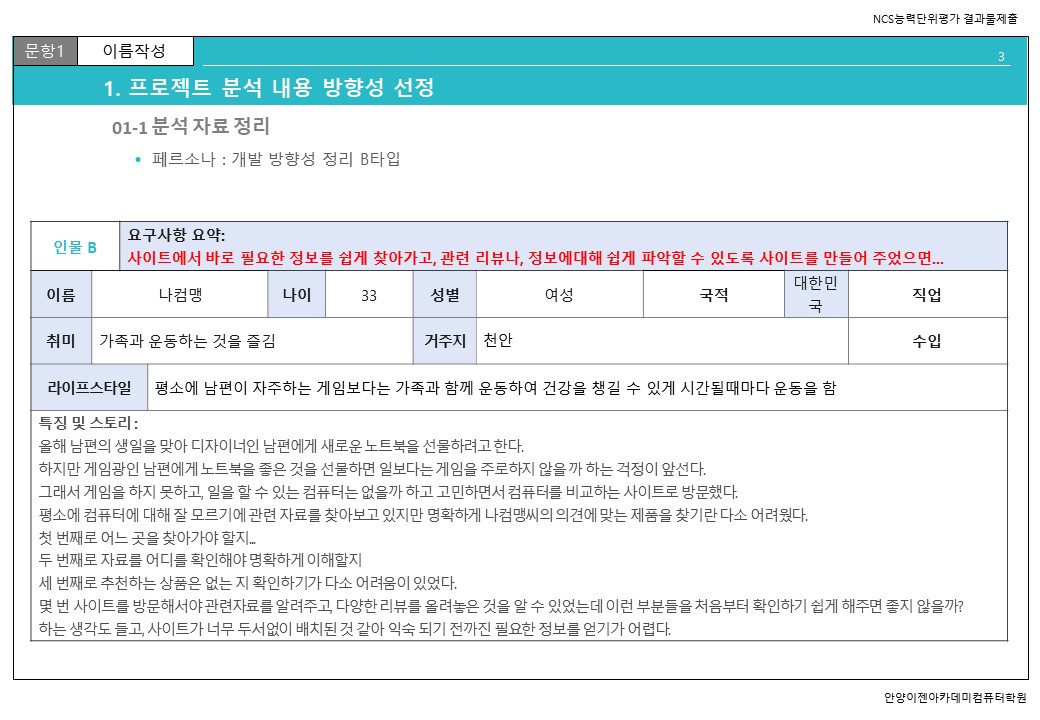 NCS능력단위평가 결과물제출
문항1 이름작성
3
1. 프로젝트 분석 내용 방향성 선정
01-1 분석 자료 정리
• 페르소나 : 개발 방향성 정리 B타입
인물 B
요구사항 요약:
사이트에서 바로 필요한 정보를 쉽게 찾아가고, 관련 리뷰나, 정보에대해 쉽게 파악할 수 있도록 사이트를 만들어 주었으면...
이름 나컴맹 나이 33 성별 여성 국적 대한민국 직업
취미 가족과 운동하는 것을 즐김 거주지 천안 수입
라이프스타일 평소에 남편이 자주하는 게임보다는 가족과 함께 운동하여 건강을 챙길 수 있게 시간될때마다 운동을 함
특징 및 스토리 :
올해 남편의 생일을 맞아 디자이너인 남편에게 새로운 노트북을 선물하려고 한다.
하지만 게임광인 남편에게 노트북을 좋은 것을 선물하면 일보다는 게임을 주로하지 않을 까 하는 걱정이 앞선다.
그래서 게임을 하지 못하고, 일을 할 수 있는 컴퓨터는 없을까 하고 고민하면서 컴퓨터를 비교하는 사이트로 방문했다.
평소에 컴퓨터에 대해 잘 모르기에 관련 자료를 찾아보고 있지만 명확하게 나컴맹씨의 의견에 맞는 제품을 찾기란 다소 어려웠다.
첫 번째로 어느 곳을 찾아가야 할지...
두 번째로 자료를 어디를 확인해야 명확하게 이해할지
세 번째로 추천하는 상품은 없는 지 확인하기가 다소 어려움이 있었다.
몇 번 사이트를 방문해서야 관련자료를 알려주고, 다양한 리뷰를 올려놓은 것을 알 수 있었는데 이런 부분들을 처음부터 확인하기 쉽게 해주면 좋지 않을까?
하는 생각도 들고, 사이트가 너무 두서없이 배치된 것 같아 익숙 되기 전까진 필요한 정보를 얻기가 어렵다.
안양이젠아카데미컴퓨터학원